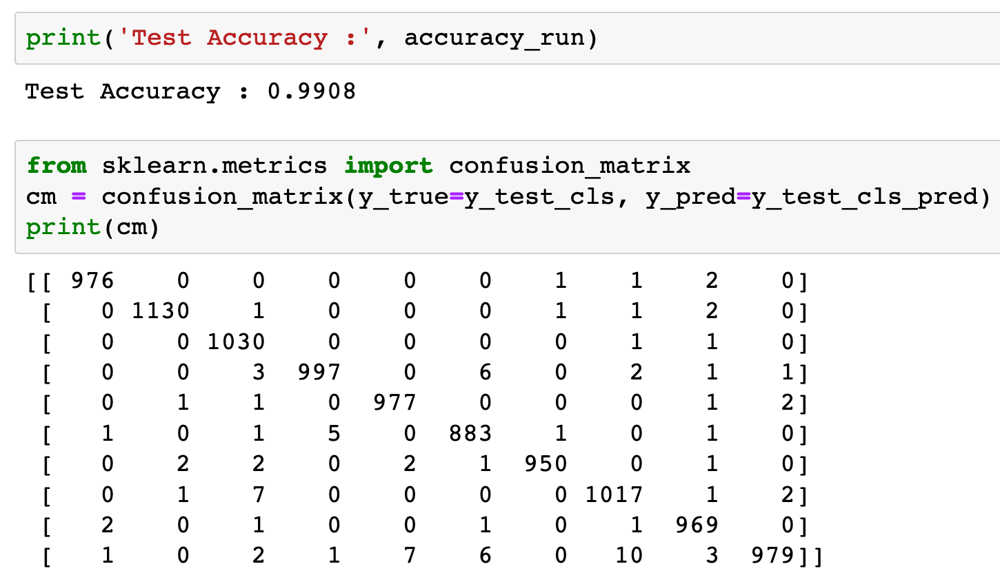 print('Test Accuracy :', accuracy_run)
Test Accuracy : 0.9908
from sklearn.metrics import confusion_matrix
cm = confusion_matrix(y_true=y_test_cls, y_pred=y_test_cls_pred)
print(cm)
[[ 976    0    0    0    0    0    1    1    2    0]
 [   0 1130    1    0    0    0    1    1    2    0]
 [   0    0 1030    0    0    0    0    1    1    0]
 [   0    0    3  997    0    6    0    2    1    1]
 [   0    1    1    0  977    0    0    0    1    2]
 [   1    0    1    5    0  883    1    0    1    0]
 [   0    2    2    0    2    1  950    0    1    0]
 [   0    1    7    0    0    0    0 1017    1    2]
 [   2    0    1    0    0    1    0    1  969    0]
 [   1    0    2    1    7    6    0   10    3  979]]